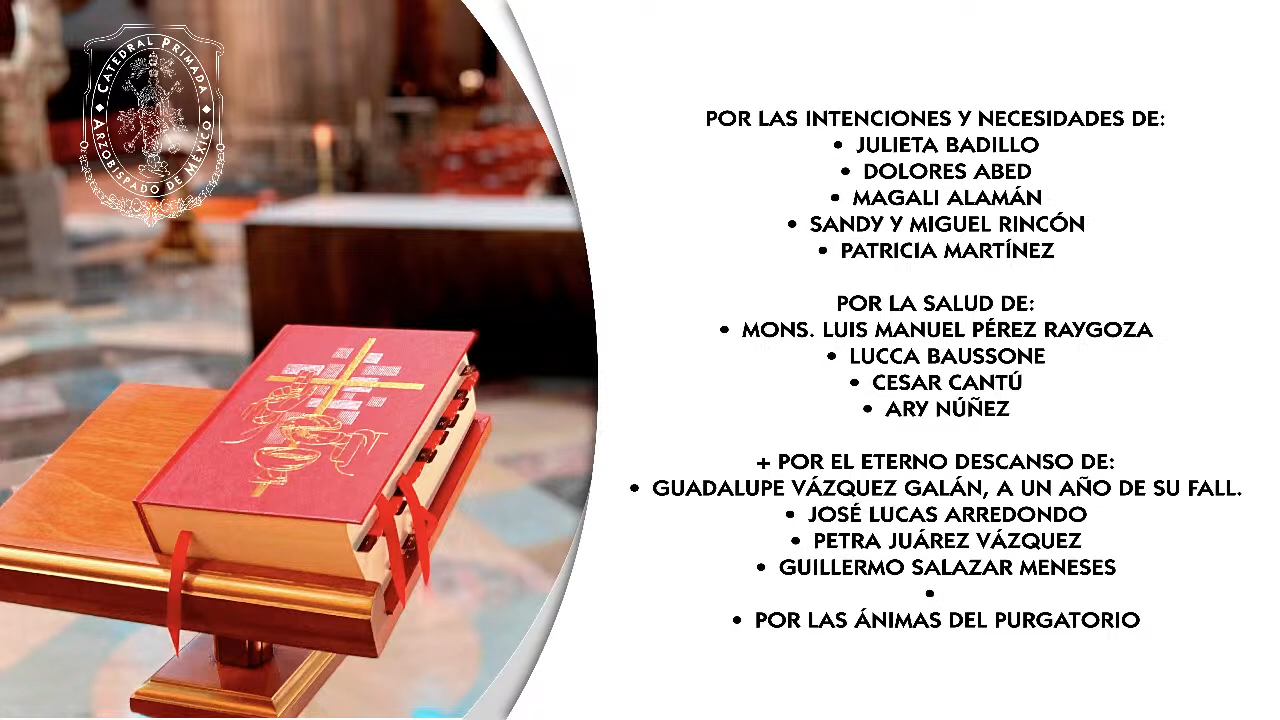 CATEDRAL PRIMADA
ARZOBISPADO DE MÉXICO
POR LAS INTENCIONES Y NECESIDADES DE:
• JULIETA BADILLO
• DOLORES ABED
• MAGALI ALAMÁN
• SANDY Y MIGUEL RINCÓN
• PATRICIA MARTÍNEZ
POR LA SALUD DE:
• MONS. LUIS MANUEL PÉREZ RAYGOZA
• LUCCA BAUSSONE
• CESAR CANTÚ
• ARY NÚÑEZ
+ POR EL ETERNO DESCANSO DE:
• GUADALUPE VÁZQUEZ GALÁN, A UN AÑO DE SU FALL.
• JOSÉ LUCAS ARREDONDO
• PETRA JUÁREZ VÁZQUEZ
• GUILLERMO SALAZAR MENESES
•
• POR LAS ÁNIMAS DEL PURGATORIO